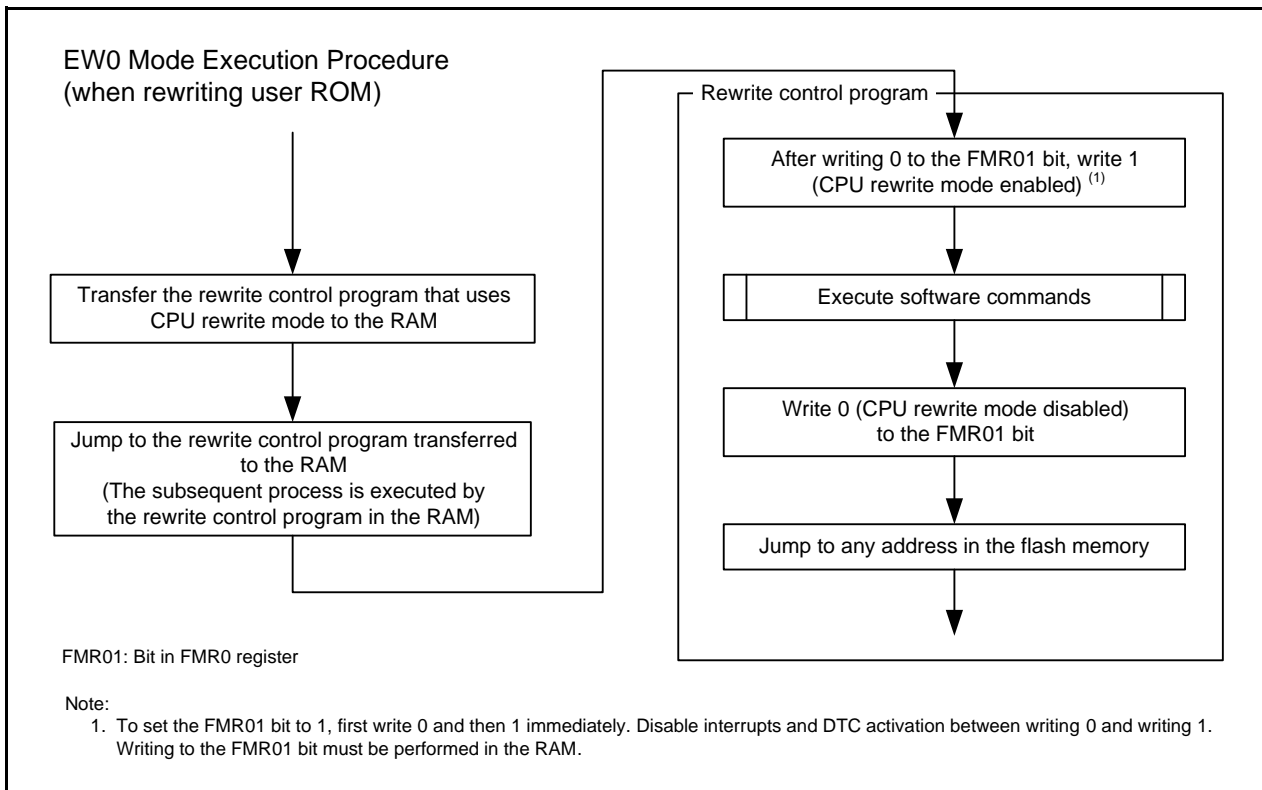 EW0 Mode Execution Procedure
(when rewriting user ROM)
Transfer the rewrite control program that uses
CPU rewrite mode to the RAM
Jump to the rewrite control program transferred
to the RAM
(The subsequent process is executed by
the rewrite control program in the RAM)
Rewrite control program
After writing 0 to the FMR01 bit, write 1
(CPU rewrite mode enabled) (1)
Execute software commands
Write 0 (CPU rewrite mode disabled)
to the FMR01 bit
Jump to any address in the flash memory
FMR01: Bit in FMR0 register
Note:
1. To set the FMR01 bit to 1, first write 0 and then 1 immediately. Disable interrupts and DTC activation between writing 0 and writing 1.
Writing to the FMR01 bit must be performed in the RAM.